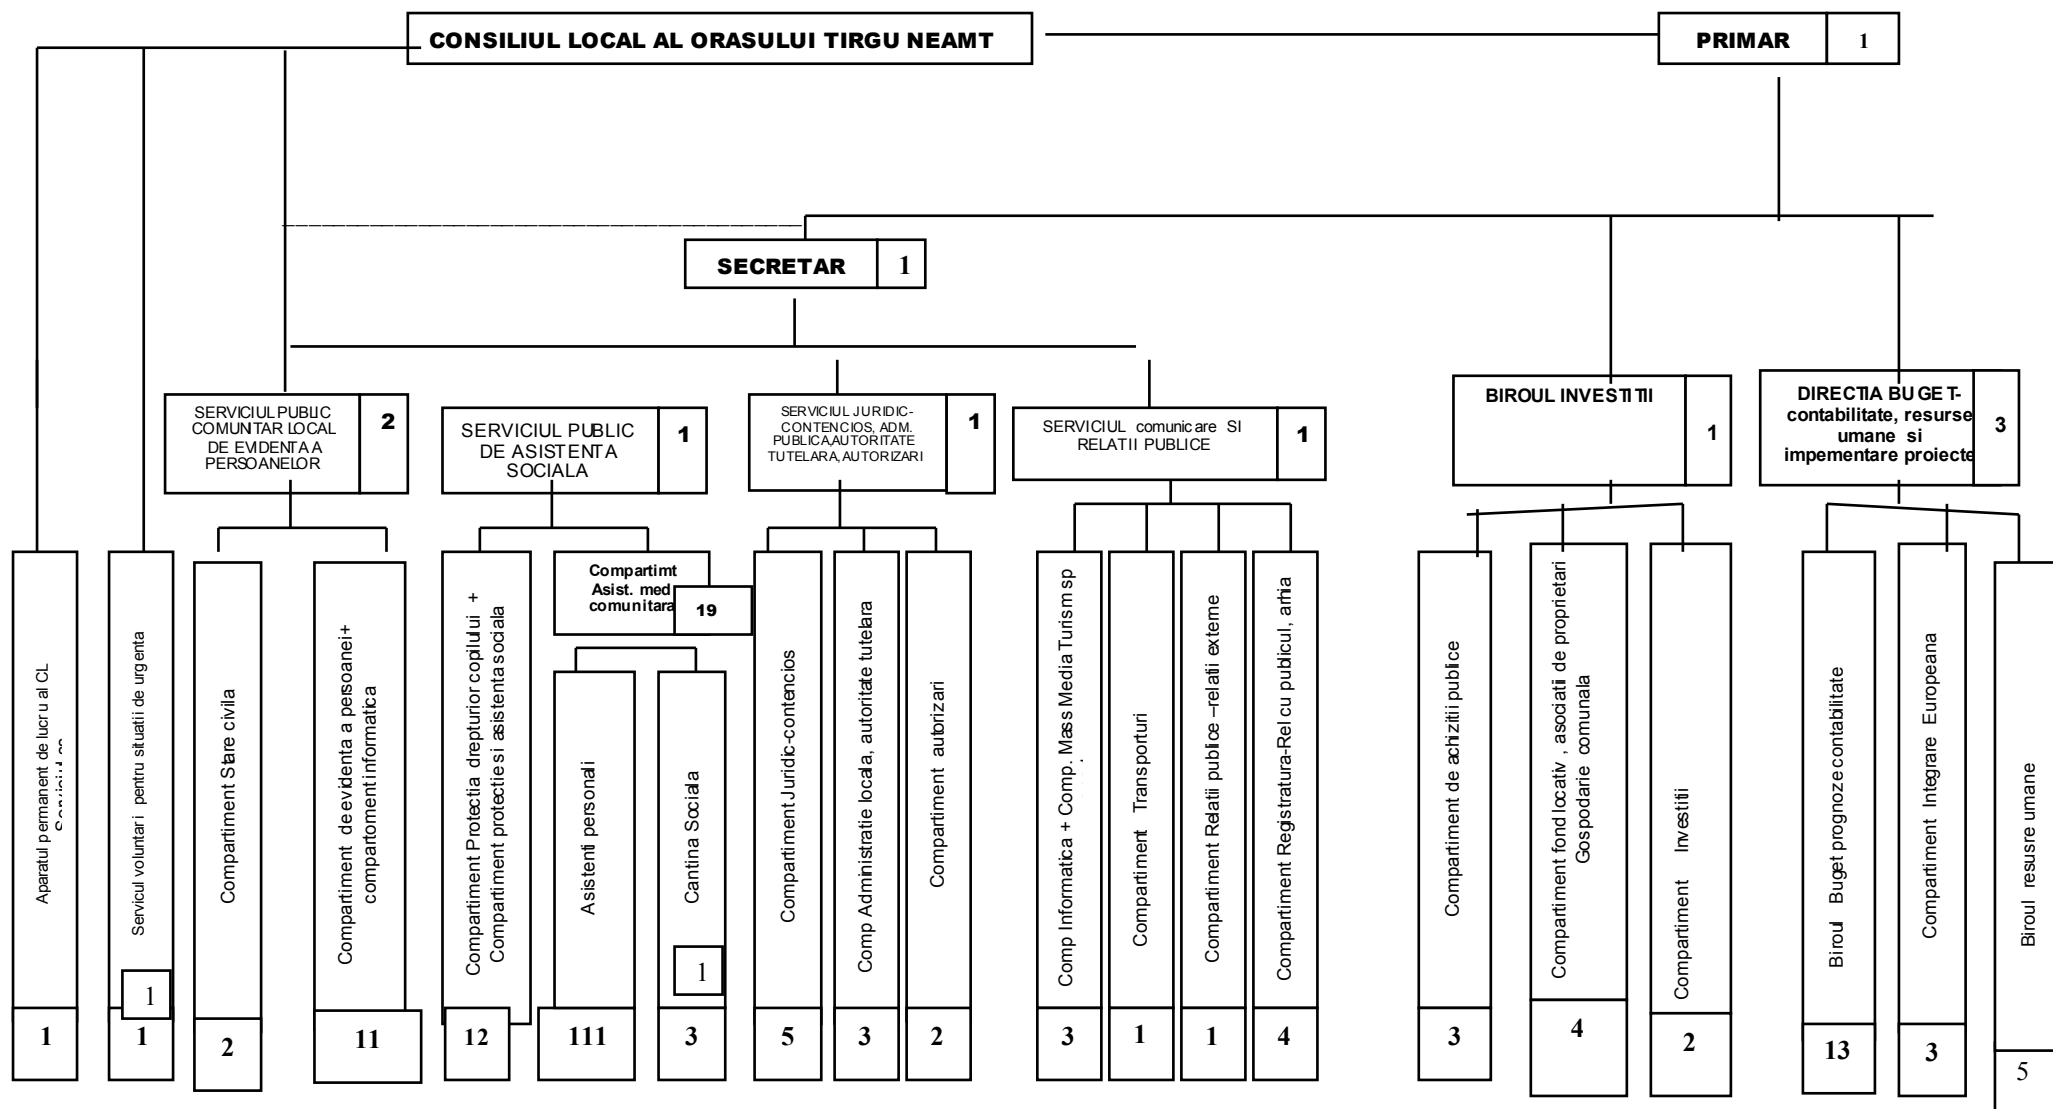 CONSILIUL LOCAL AL ORASULUI TIRGU NEAMT
PRIMAR
1
SECRETAR
1
SERVICIUL PUBLIC
COMUNITAR LOCAL
DE EVIDENTA A
PERSOANELOR
2
SERVICIUL PUBLIC
DE ASISTENTA
SOCIALA
1
SERVICIUL JURIDIC-
CONTENCIOS, ADM.
PUBLICA,AUTORITATE
TUTELARA, AUTORIZARI
1
SERVICIUL comunicare SI
RELATII PUBLICE
1
BIROUL INVESTITII
1
DIRECTIA BUGET-
contabilitate, resurse
umane si
impementare proiecte
3
Aparatul permanent de lucru al CL
1
Serviciul voluntari pentru situatii de urgenta
1
1
Compartiment Stare civila
2
Compartiment de evidenta a persoanei+
compartoment informatica
11
Compartiment Protectia drepturior copilului +
Compartiment protectie si asistenta sociala
12
Compartimt
Asist. med
comunitara
19
Asistenti personali
111
Cantina Sociala
1
3
Compartiment Juridic-contencios
5
Comp Administratie locala, autoritate tutelara
3
Compartiment autorizari
2
Comp Informatica + Comp. Mass Media Turism sp
3
Compartiment Transporturi
1
Compartiment Relatii publice –relatii externe
1
Compartiment Registratura-Rel cu publicul, arhia
4
Compartiment de achizitii publice
3
Compartiment fond locativ , asociatii de proprietari
Gospodarie comunala
4
Compartiment Investitii
2
Biroul Buget prognoze contabilitate
13
Compartiment Integrare Europeana
3
Biroul resusre umane
5